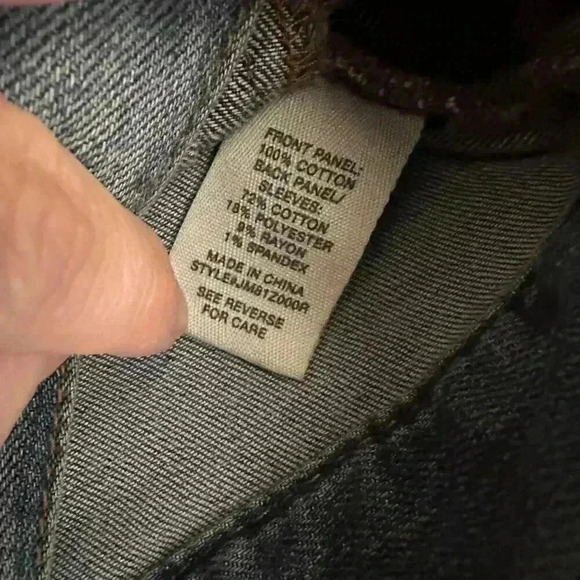 FRONT PANEL:
100% COTTON
BACK PANEL/
SLEEVES:
72% COTTON
18% POLYESTER
9% RAYON
1% SPANDEX
MADE IN CHINA
STYLE#JM81Z000R
SEE REVERSE
FOR CARE